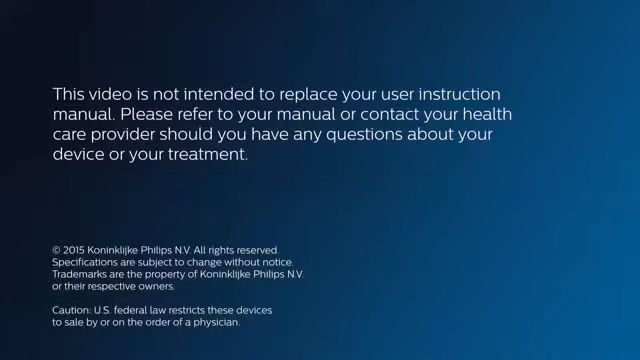 This video is not intended to replace your user instruction
manual. Please refer to your manual or contact your health
care provider should you have any questions about your
device or your treatment.
© 2015 Koninklijke Philips N.V. All rights reserved.
Specifications are subject to change without notice.
Trademarks are the property of Koninklijke Philips N.V.
or their respective owners.
Caution: U.S. federal law restricts these devices
to sale by or on the order of a physician.